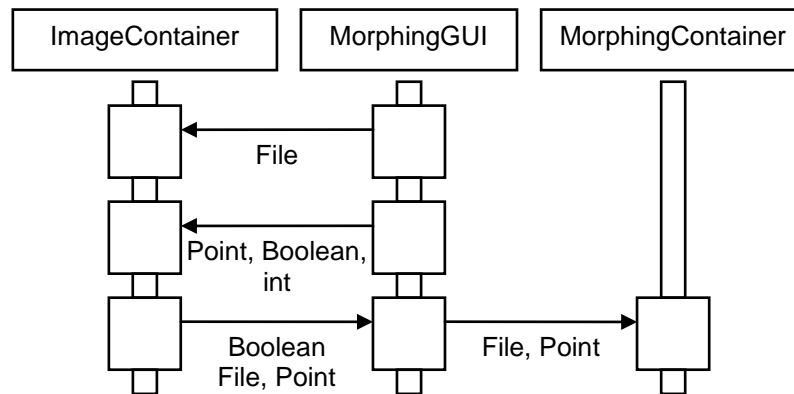 ImageContainer
MorphingGUI
MorphingContainer
File
Point, Boolean,
int
Boolean
File, Point
File, Point